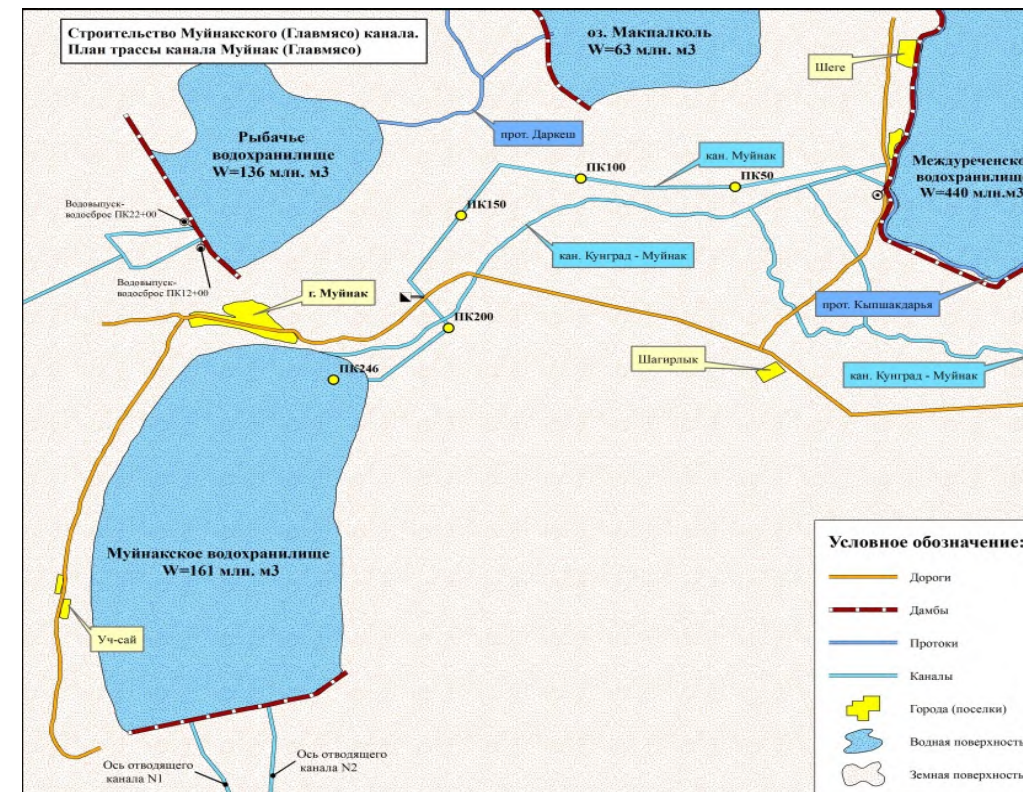 Строительство Муйнакского (Главмясо) канала.
План трассы канала Муйнак (Главмясо)
оз. Макпалколь
W=63 млн. м3
Шеге
Рыбачье
водохранилище
W=136 млн. м3
прот. Даркеш
кан. Муйнак
ПК100
ПК50
Междуреченско
водохранилищ
W=440 млн.м3
ПК150
Водовыпуск-
водосброс ПК22+00
кан. Кунград - Муйнак
Водовыпуск-
водосброс ПК12+00
г. Муйнак
прот. Кыпшакдарья
ПК200
Шагирлык
ПК246
кан. Кунград - Муйнак
Муйнакское водохранилище
W=161 млн. м3
Уч-сай
Ось отводящего
канала N1
Ось отводящего
канала N2
Условное обозначение:
Дороги
Дамбы
Протоки
Каналы
Города (поселки)
Водная поверхность
Земная поверхность